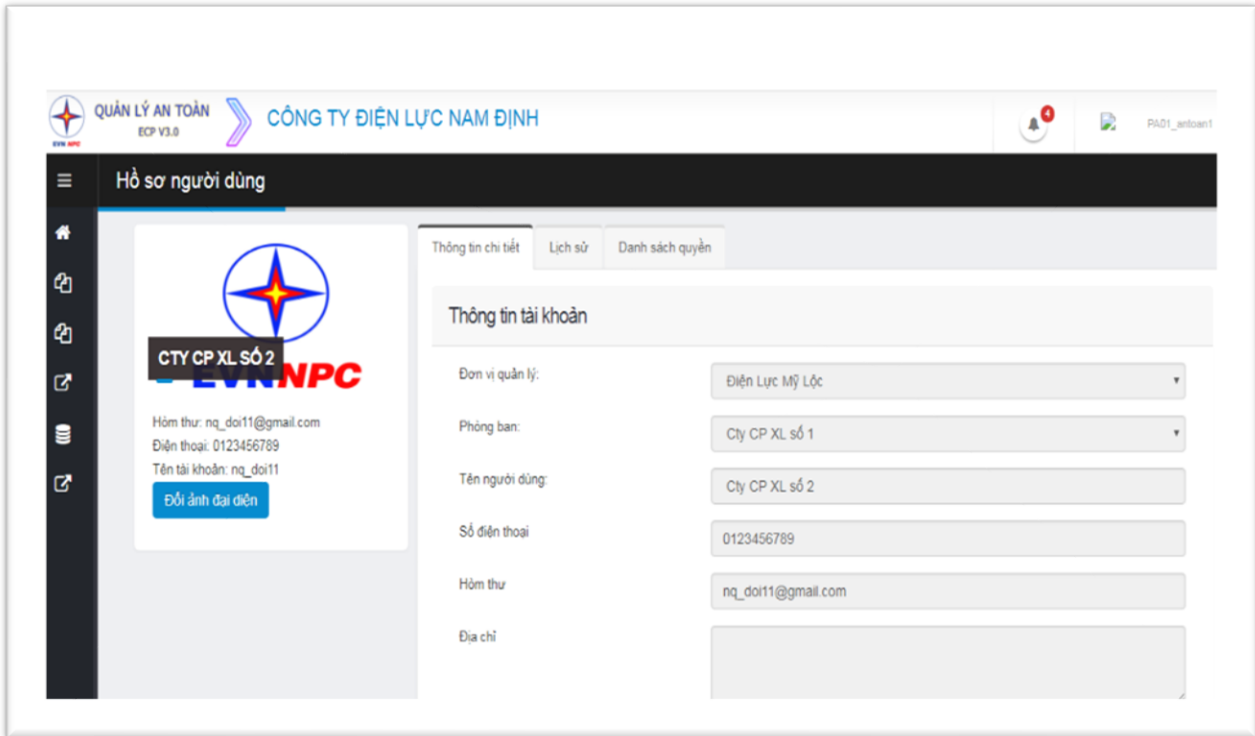 QUẢN LÝ AN TOÀN
ECP V3.0
EVN NPC
CÔNG TY ĐIỆN LỰC NAM ĐỊNH
4
PA01_antoan1
Hồ sơ người dùng
CTY CP XL SỐ 2
EVNNPC
Hòm thư: nq_doi11@gmail.com
Điện thoại: 0123456789
Tên tài khoản: nq_doi11
Đổi ảnh đại diện
Thông tin chi tiết
Lịch sử
Danh sách quyền
Thông tin tài khoản
Đơn vị quản lý:
Điện Lực Mỹ Lộc
Phòng ban:
Cty CP XL số 1
Tên người dùng:
Cty CP XL số 2
Số điện thoại
0123456789
Hòm thư
nq_doi11@gmail.com
Địa chỉ